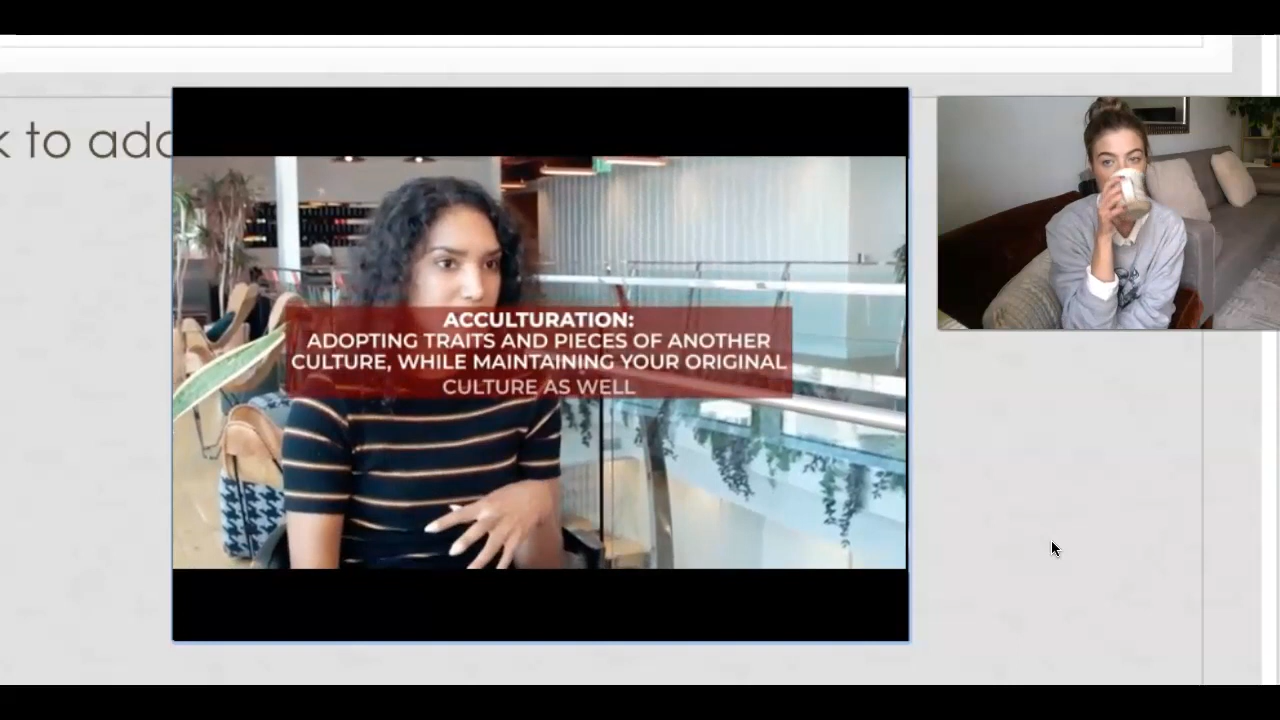 k to add
ACCULTURATION:
ADOPTING TRAITS AND PIECES OF ANOTHER
CULTURE, WHILE MAINTAINING YOUR ORIGINAL
CULTURE AS WELL